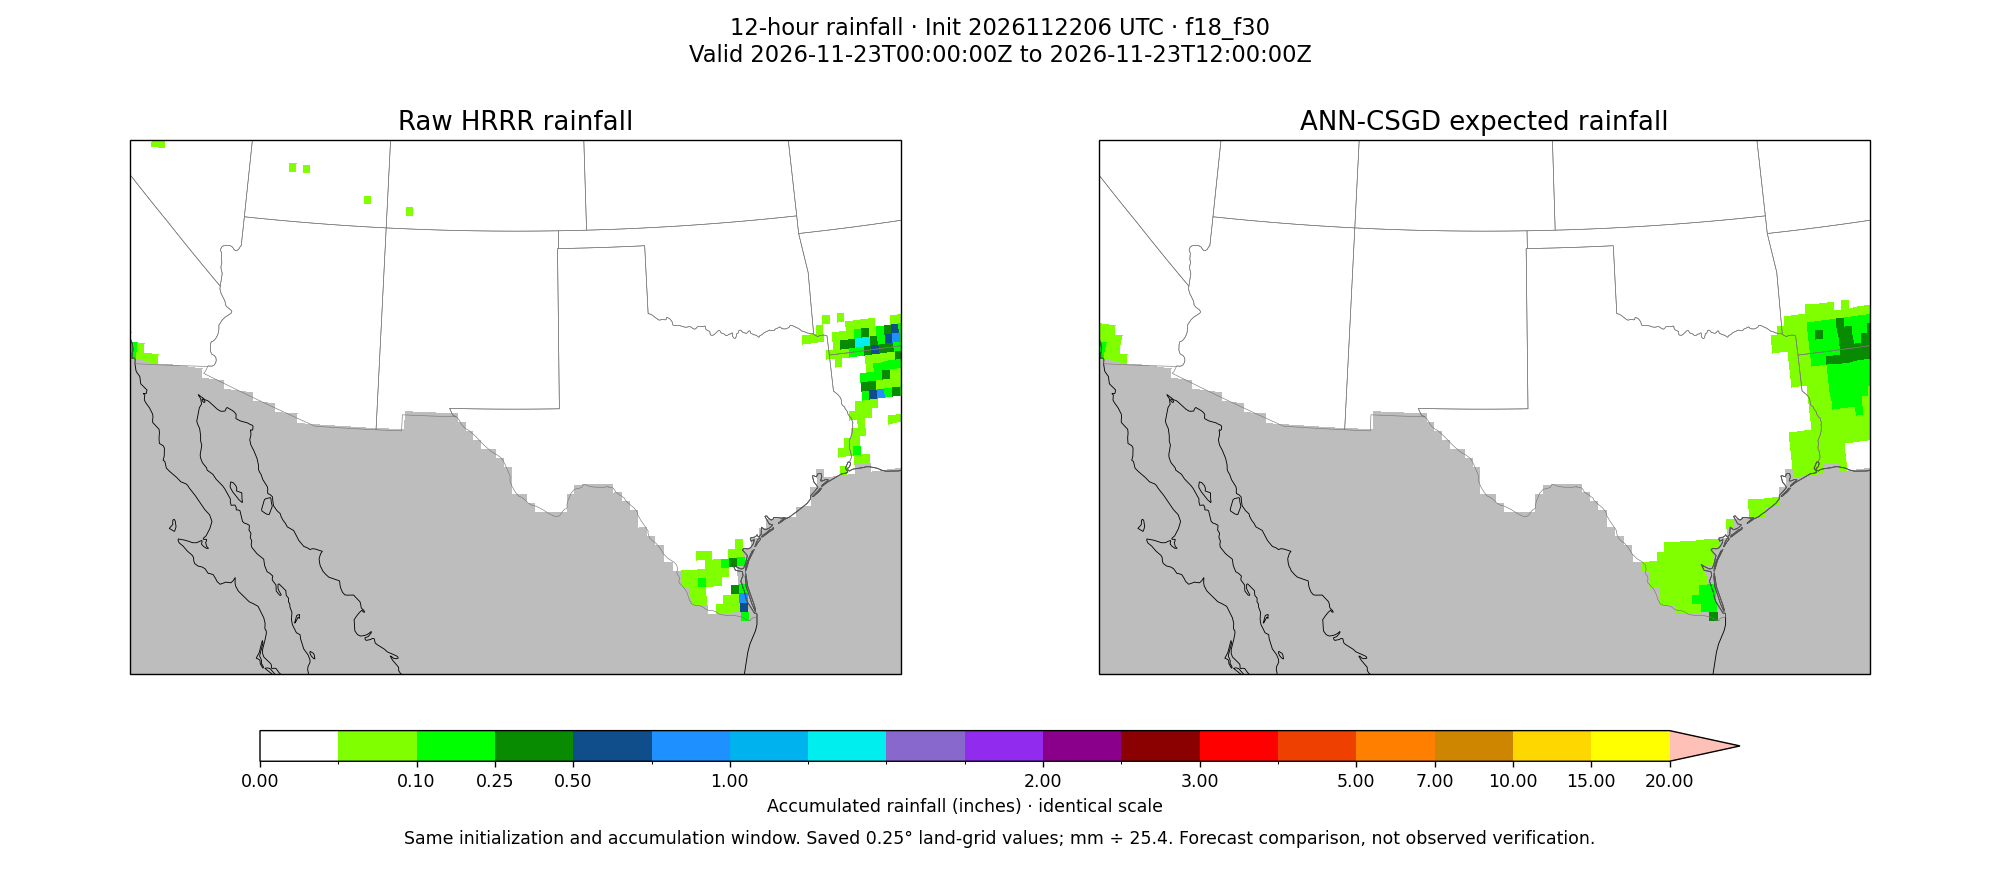 12-hour rainfall · Init 2026112206 UTC · f18_f30
Valid 2026-11-23T00:00:00Z to 2026-11-23T12:00:00Z
Raw HRRR rainfall
ANN-CSGD expected rainfall
0.00 0.10 0.25 0.50 1.00 2.00 3.00 5.00 7.00 10.00 15.00 20.00
Accumulated rainfall (inches) · identical scale
Same initialization and accumulation window. Saved 0.25° land-grid values; mm ÷ 25.4. Forecast comparison, not observed verification.